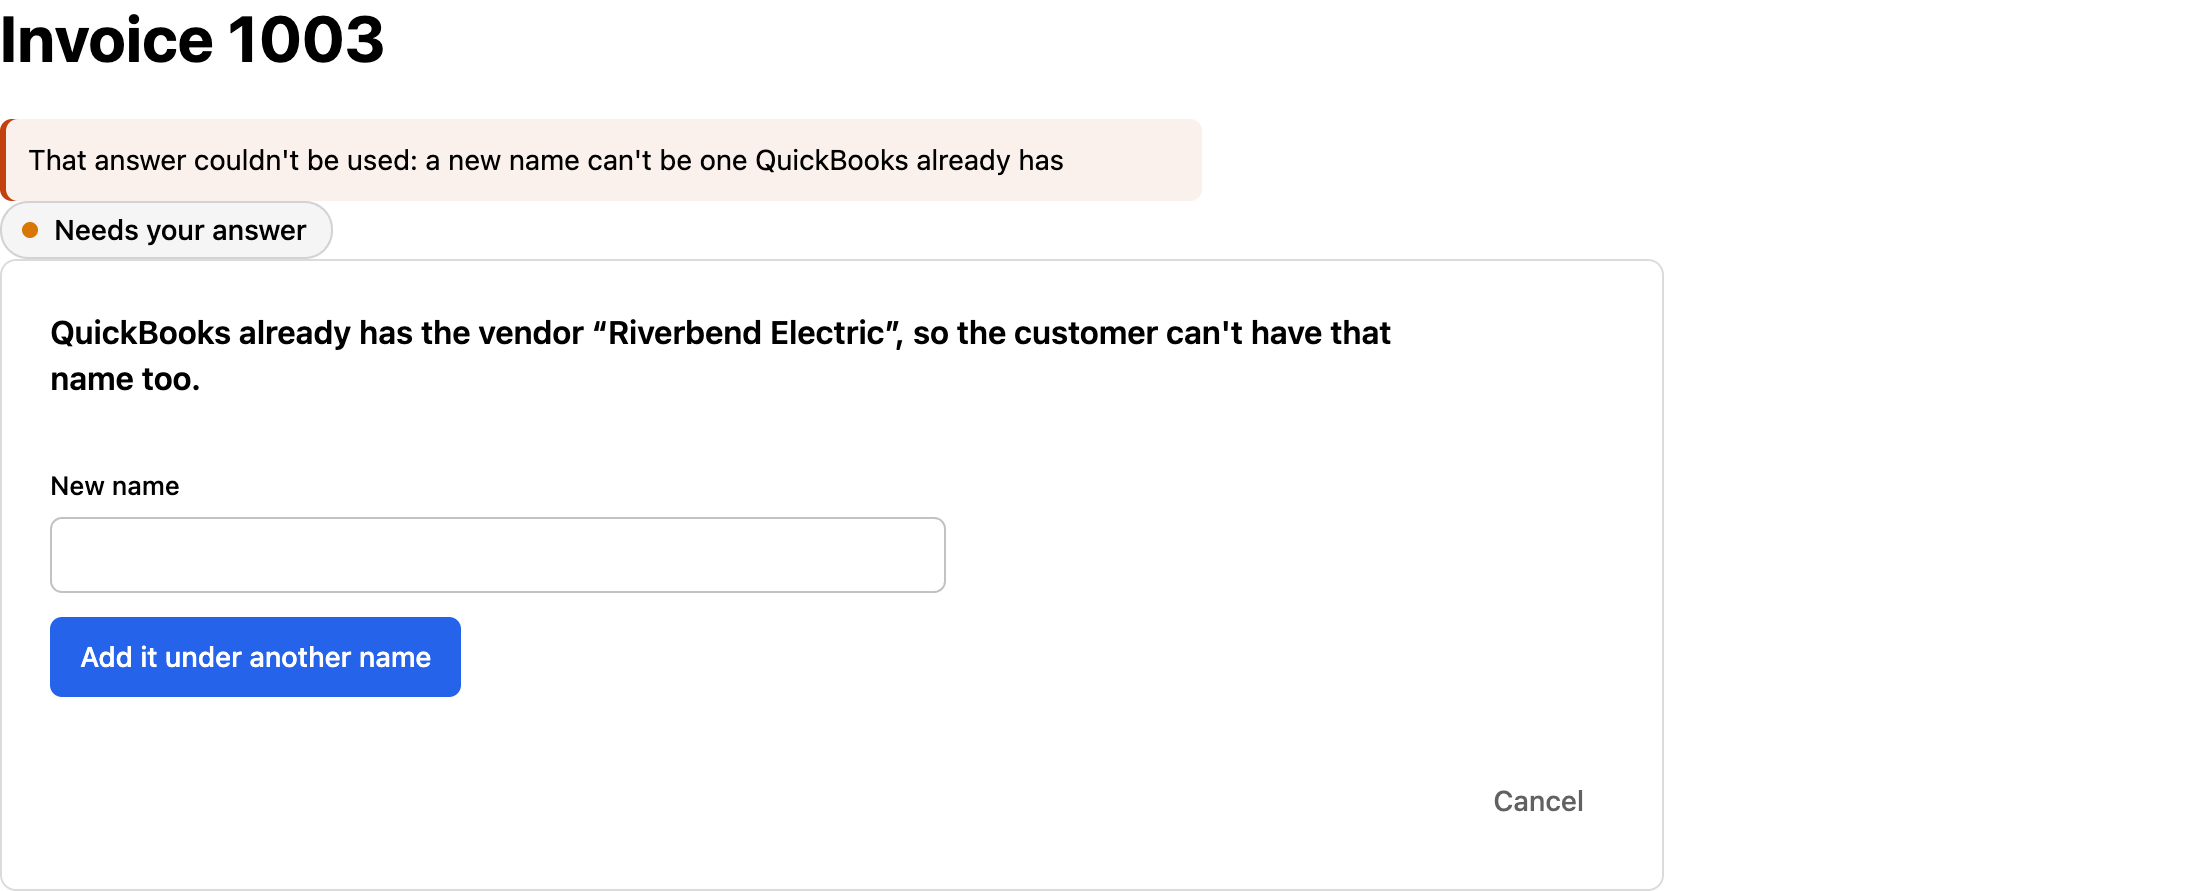 Invoice 1003
That answer couldn't be used: a new name can't be one QuickBooks already has
Needs your answer
QuickBooks already has the vendor “Riverbend Electric”, so the customer can't have that
name too.
New name
Add it under another name
Cancel